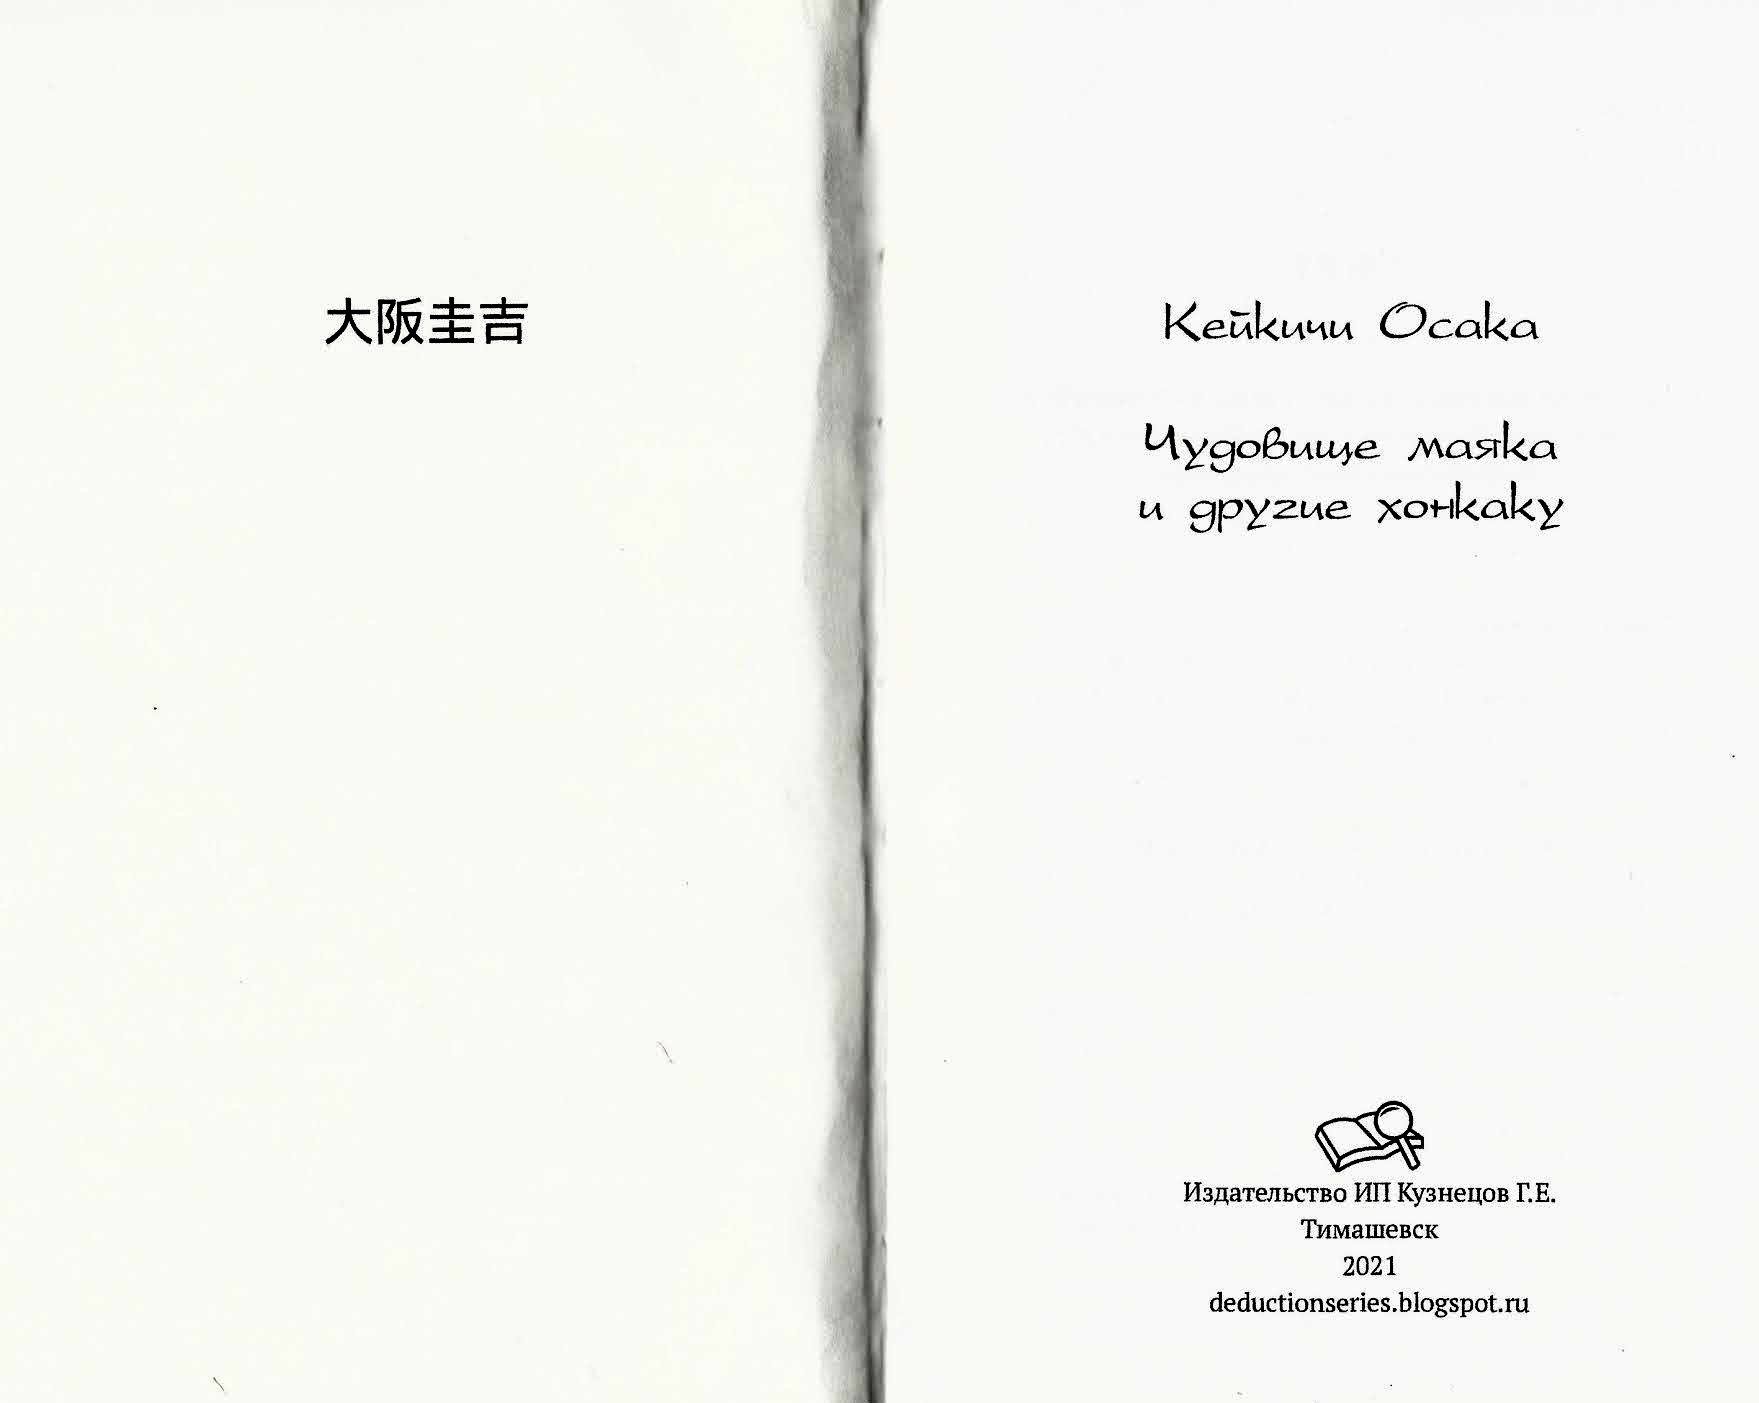 大阪圭吉
Кейкичи Осака
Чудовище маяка
и другие хонкаку
Издательство ИП Кузнецов Г.Е.
Тимашевск
2021
deductionseries.blogspot.ru